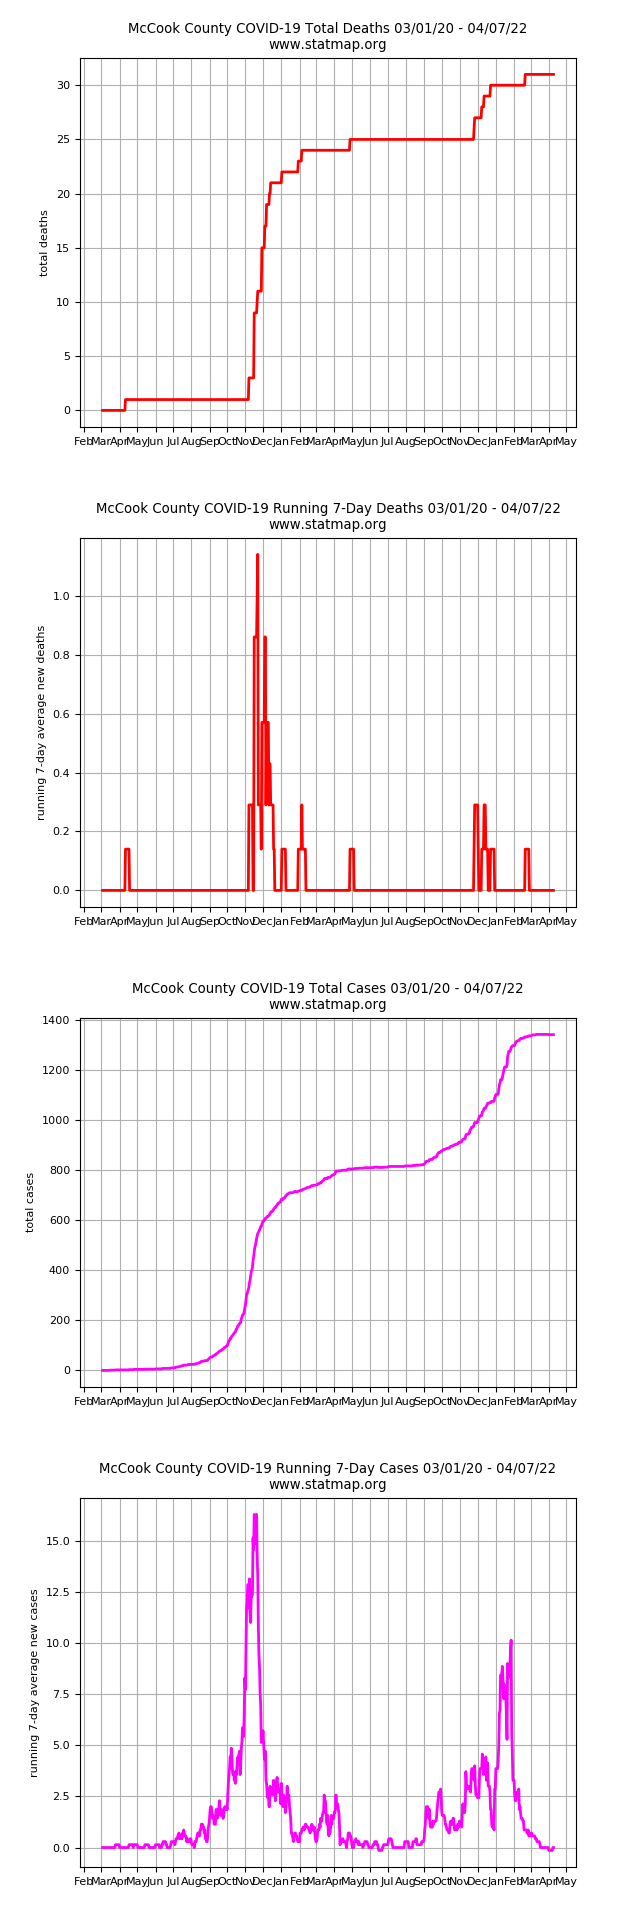 McCook County COVID-19 Total Deaths 03/01/20 - 04/07/22
www.statmap.org
30
25
20
15
10
5
0
total deaths
Feb Mar Apr May Jun Jul Aug Sep Oct Nov Dec Jan Feb Mar Apr May Jun Jul Aug Sep Oct Nov Dec Jan Feb Mar Apr May
McCook County COVID-19 Running 7-Day Deaths 03/01/20 - 04/07/22
www.statmap.org
1.0
0.8
0.6
0.4
0.2
0.0
running 7-day average new deaths
Feb Mar Apr May Jun Jul Aug Sep Oct Nov Dec Jan Feb Mar Apr May Jun Jul Aug Sep Oct Nov Dec Jan Feb Mar Apr May
McCook County COVID-19 Total Cases 03/01/20 - 04/07/22
www.statmap.org
1400
1200
1000
800
600
400
200
0
total cases
Feb Mar Apr May Jun Jul Aug Sep Oct Nov Dec Jan Feb Mar Apr May Jun Jul Aug Sep Oct Nov Dec Jan Feb Mar Apr May
McCook County COVID-19 Running 7-Day Cases 03/01/20 - 04/07/22
www.statmap.org
15.0
12.5
10.0
7.5
5.0
2.5
0.0
running 7-day average new cases
Feb Mar Apr May Jun Jul Aug Sep Oct Nov Dec Jan Feb Mar Apr May Jun Jul Aug Sep Oct Nov Dec Jan Feb Mar Apr May